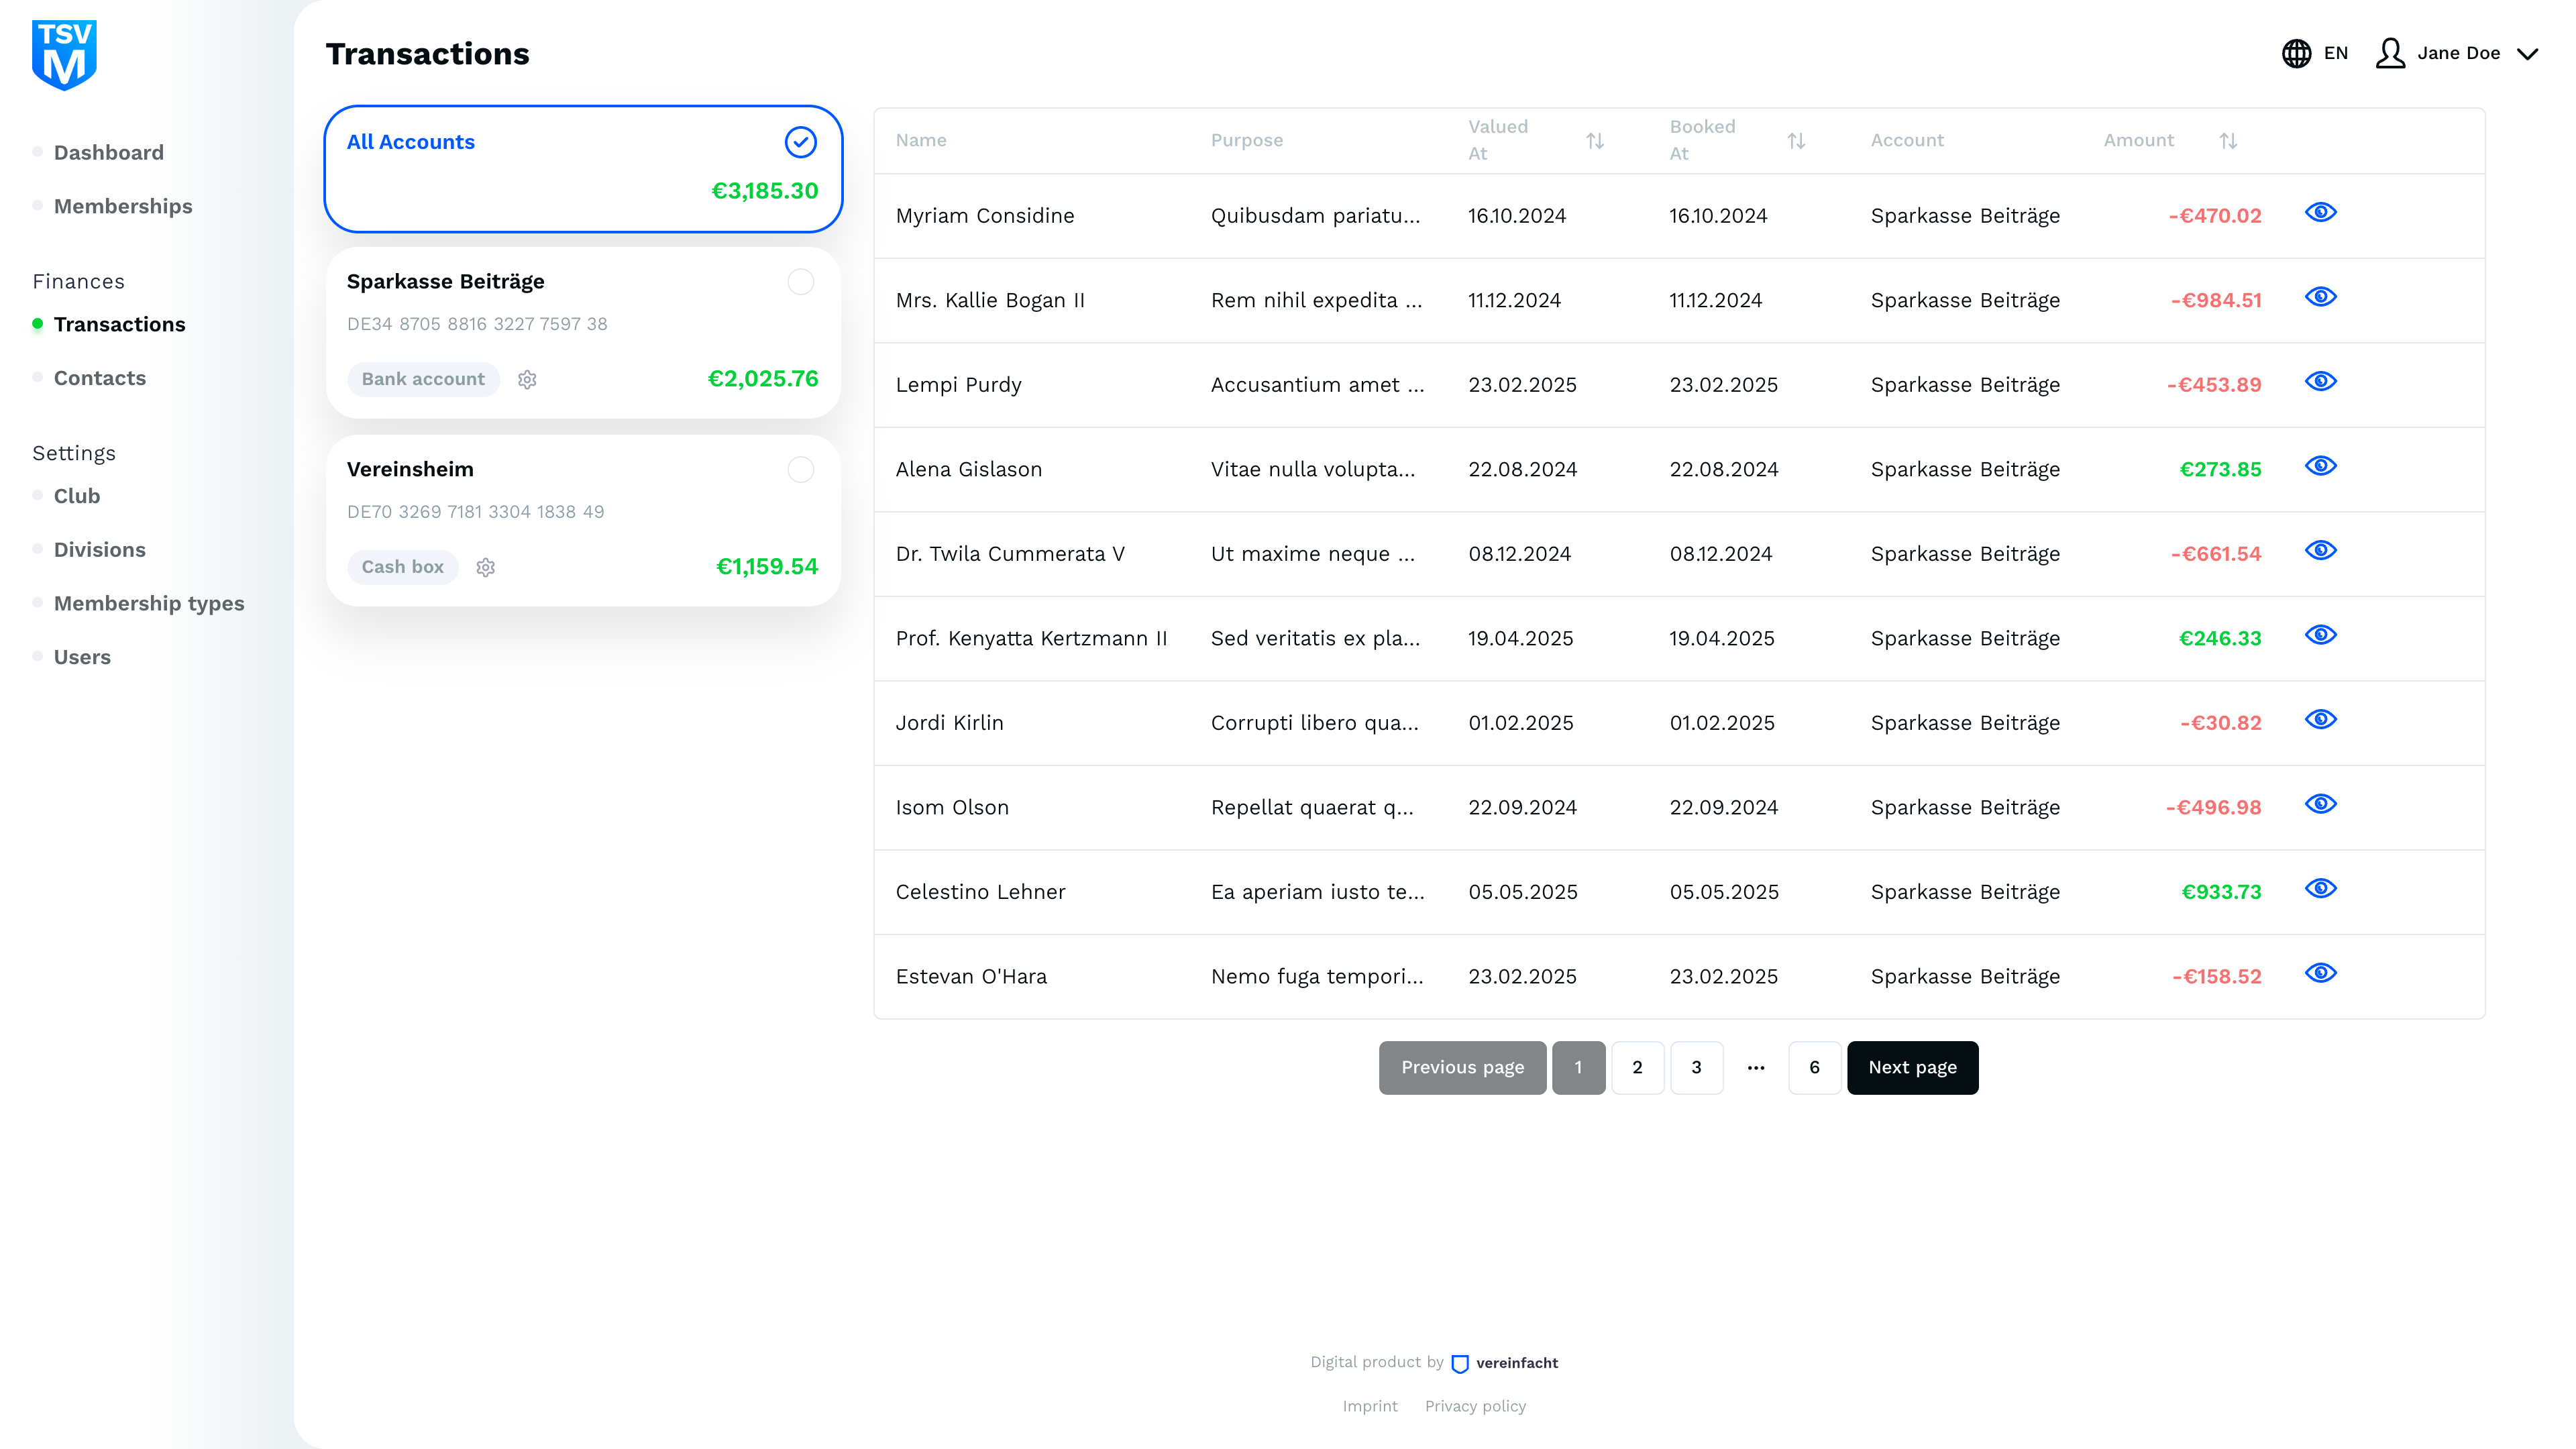 TSV
M
Dashboard
Memberships
Finances
Transactions
Contacts
Settings
Club
Divisions
Membership types
Users
Transactions
EN
Jane Doe
All Accounts
€3,185.30
Sparkasse Beiträge
DE34 8705 8816 3227 7597 38
Bank account
€2,025.76
Vereinsheim
DE70 3269 7181 3304 1838 49
Cash box
€1,159.54
Name Purpose Valued At Booked At Account Amount
Myriam Considine Quibusdam pariatu... 16.10.2024 16.10.2024 Sparkasse Beiträge -€470.02
Mrs. Kallie Bogan II Rem nihil expedita ... 11.12.2024 11.12.2024 Sparkasse Beiträge -€984.51
Lempi Purdy Accusantium amet ... 23.02.2025 23.02.2025 Sparkasse Beiträge -€453.89
Alena Gislason Vitae nulla volupta... 22.08.2024 22.08.2024 Sparkasse Beiträge €273.85
Dr. Twila Cummerata V Ut maxime neque ... 08.12.2024 08.12.2024 Sparkasse Beiträge -€661.54
Prof. Kenyatta Kertzmann II Sed veritatis ex pla... 19.04.2025 19.04.2025 Sparkasse Beiträge €246.33
Jordi Kirlin Corrupti libero qua... 01.02.2025 01.02.2025 Sparkasse Beiträge -€30.82
Isom Olson Repellat quaerat q... 22.09.2024 22.09.2024 Sparkasse Beiträge -€496.98
Celestino Lehner Ea aperiam iusto te... 05.05.2025 05.05.2025 Sparkasse Beiträge €933.73
Estevan O'Hara Nemo fuga tempori... 23.02.2025 23.02.2025 Sparkasse Beiträge -€158.52
Previous page 1 2 3 ... 6 Next page
Digital product by vereinfacht
Imprint Privacy policy